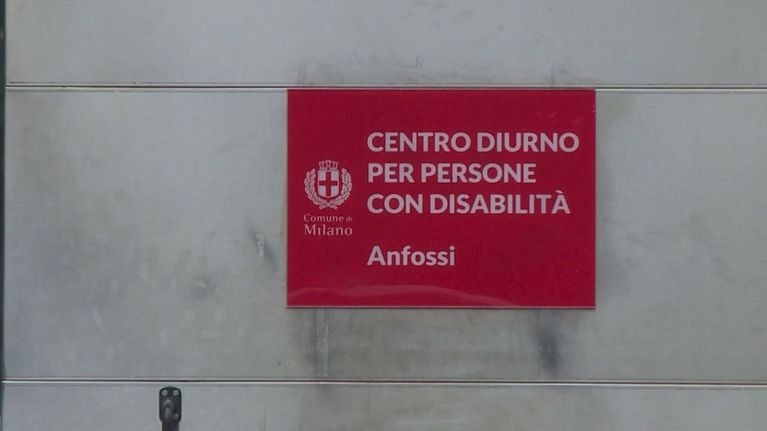 CENTRO DIURNO
PER PERSONE
CON DISABILITÀ
Anfossi
Comune di
Milano